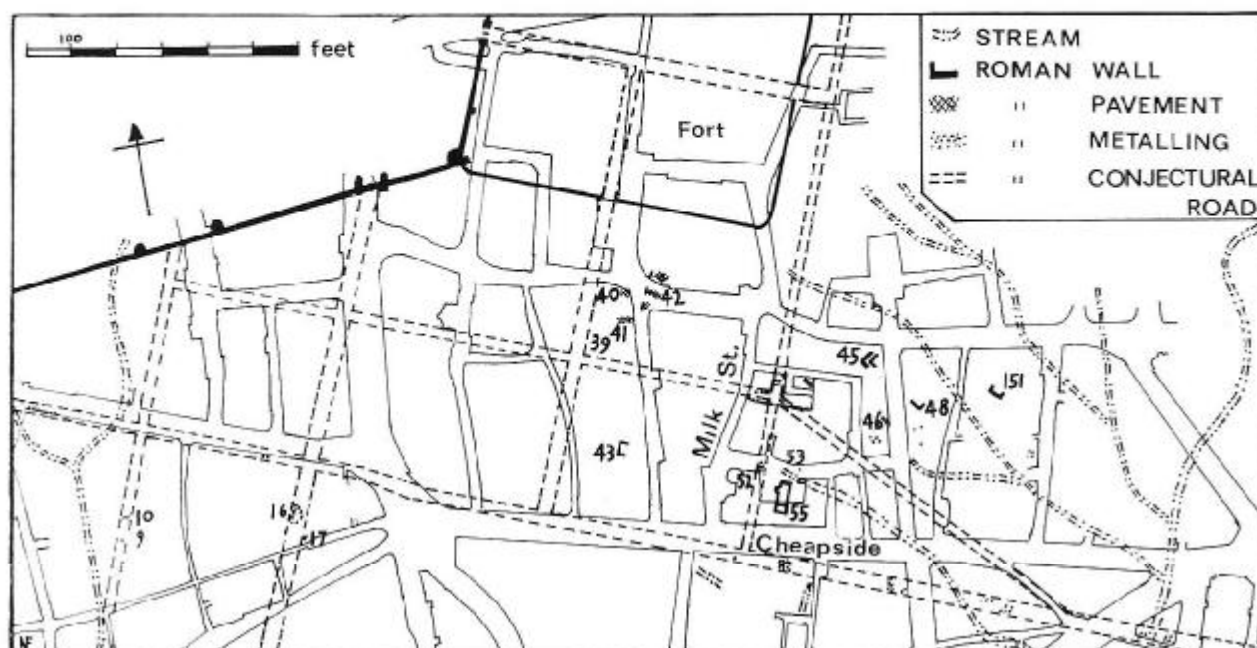 100
feet
STREAM
ROMAN WALL
" PAVEMENT
" METALLING
" CONJECTURAL
ROAD
Fort
40
42
41
39
45
St.
Milk
151
48
46
43
53
52
55
10
9
16
17
Cheapside